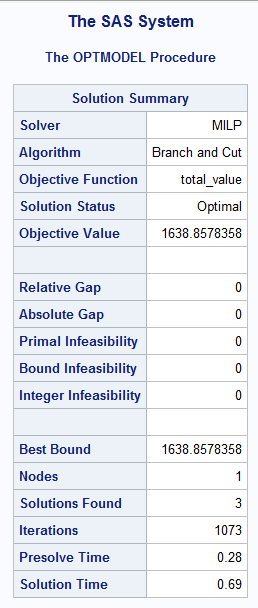 The SAS System
The OPTMODEL Procedure
Solution Summary
Solver MILP
Algorithm Branch and Cut
Objective Function total_value
Solution Status Optimal
Objective Value 1638.8578358
Relative Gap 0
Absolute Gap 0
Primal Infeasibility 0
Bound Infeasibility 0
Integer Infeasibility 0
Best Bound 1638.8578358
Nodes 1
Solutions Found 3
Iterations 1073
Presolve Time 0.28
Solution Time 0.69